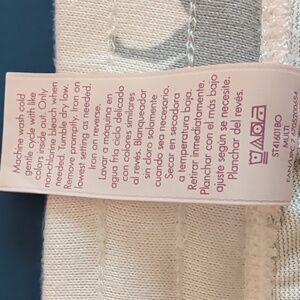 Machine wash cold
gentle cycle with like
colors inside out. Only
non-chlorine bleach when
needed. Tumble dry low.
Remove promptly. Iron on
lowest setting as needed.
Iron on reverse.
Lavar a máquina en
agua fría ciclo delicado
con colores similares
al revés. Blanqueador
sin cloro solamente
cuando sea necesario.
Secar en secadora
a temperatura baja.
Retirar inmediatamente.
Planchar con el más bajo
ajuste según se necesite.
Planchar del revés.
ST41601BO
MULTI